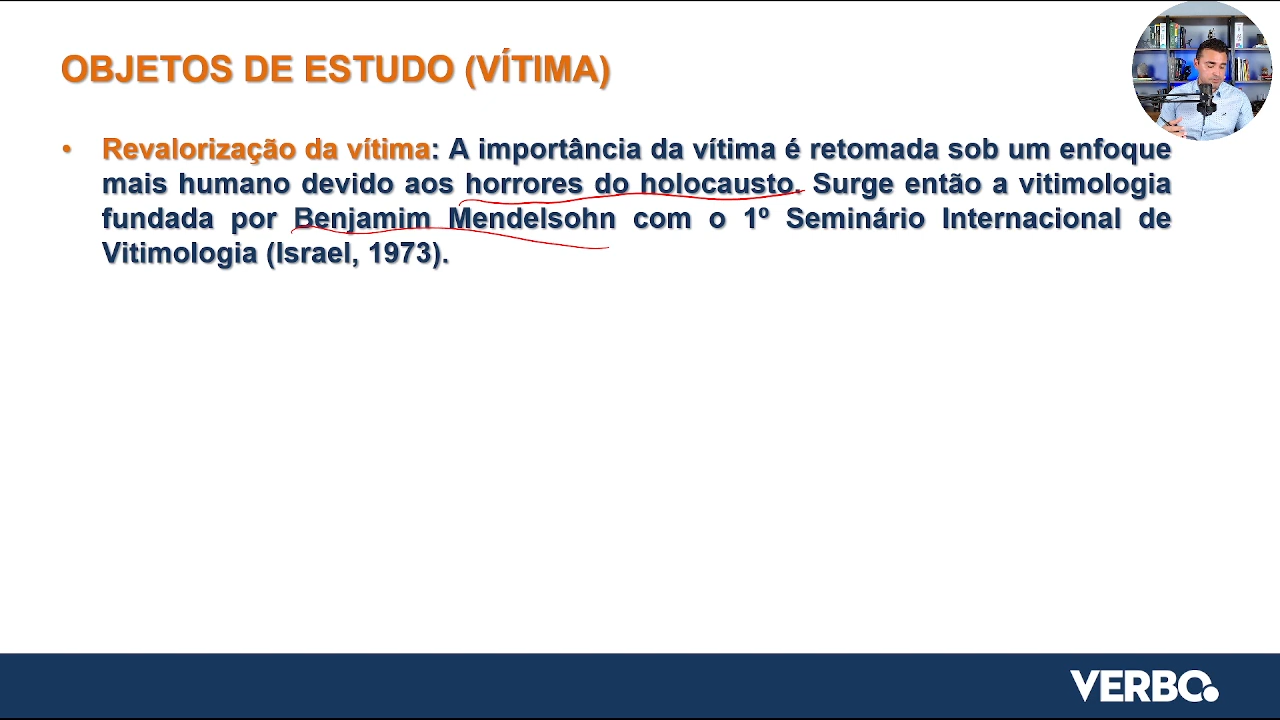 OBJETOS DE ESTUDO (VÍTIMA)
• Revalorização da vítima: A importância da vítima é retomada sob um enfoque
mais humano devido aos horrores do holocausto. Surge então a vitimologia
fundada por Benjamim Mendelsohn com o 1º Seminário Internacional de
Vitimologia (Israel, 1973).
VERBO.